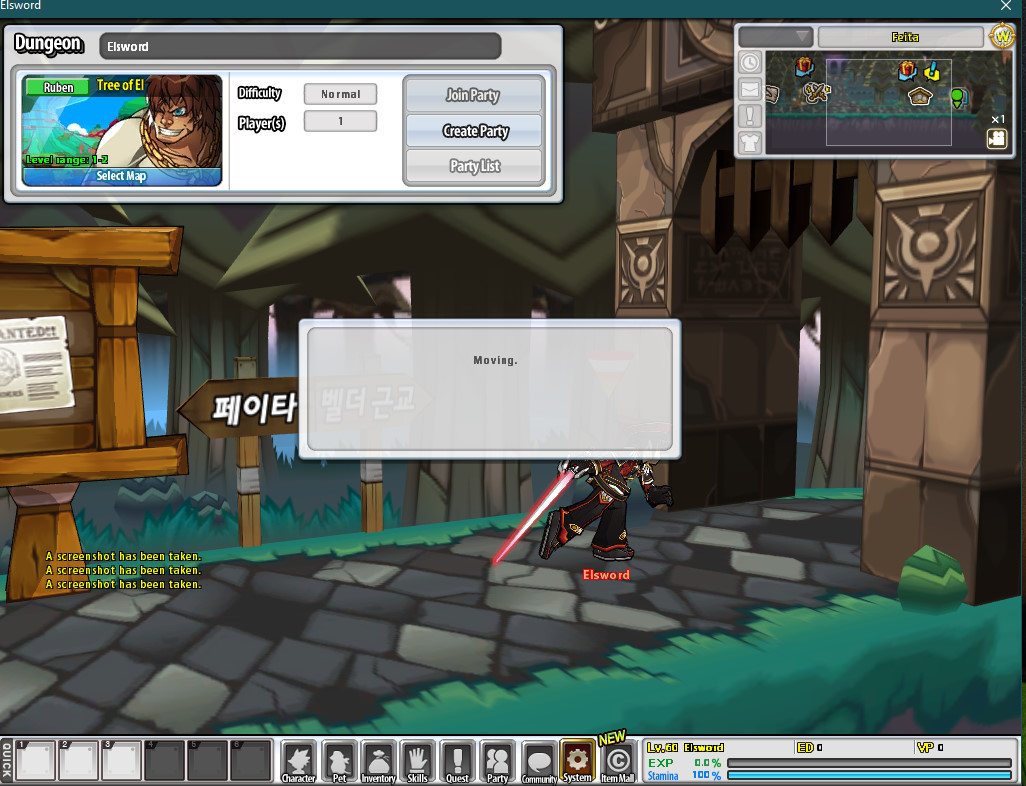 Elsword
Dungeon
Elsword
Ruben
Tree of El
Level range: 1-2
Select Map
Difficulty
Normal
Player(s)
1
Join Party
Create Party
Party List
Feita
W
×1
Moving.
페이타
벨더 근교
A screenshot has been taken.
A screenshot has been taken.
A screenshot has been taken.
Elsword
QUICK
1
2
3
4
5
6
Character
Pet
Inventory
Skills
Quest
Party
Community
System
NEW
Item Mall
Lv.60 Elsword
ED 0
VP 0
EXP 0.0%
Stamina 100%